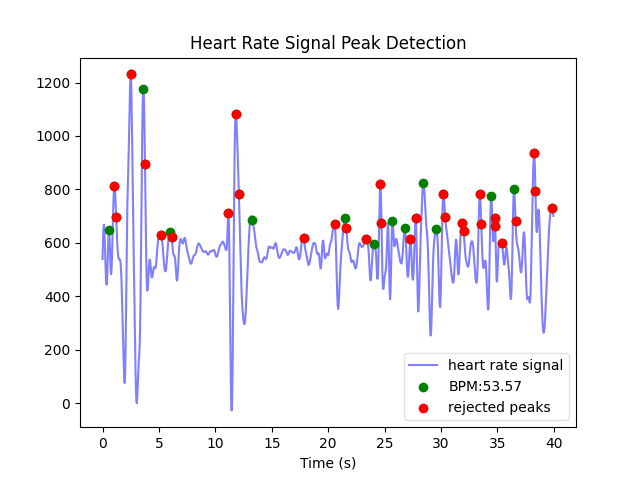 Heart Rate Signal Peak Detection
1200
1000
800
600
400
200
0
heart rate signal
BPM:53.57
rejected peaks
0 5 10 15 20 25 30 35 40
Time (s)